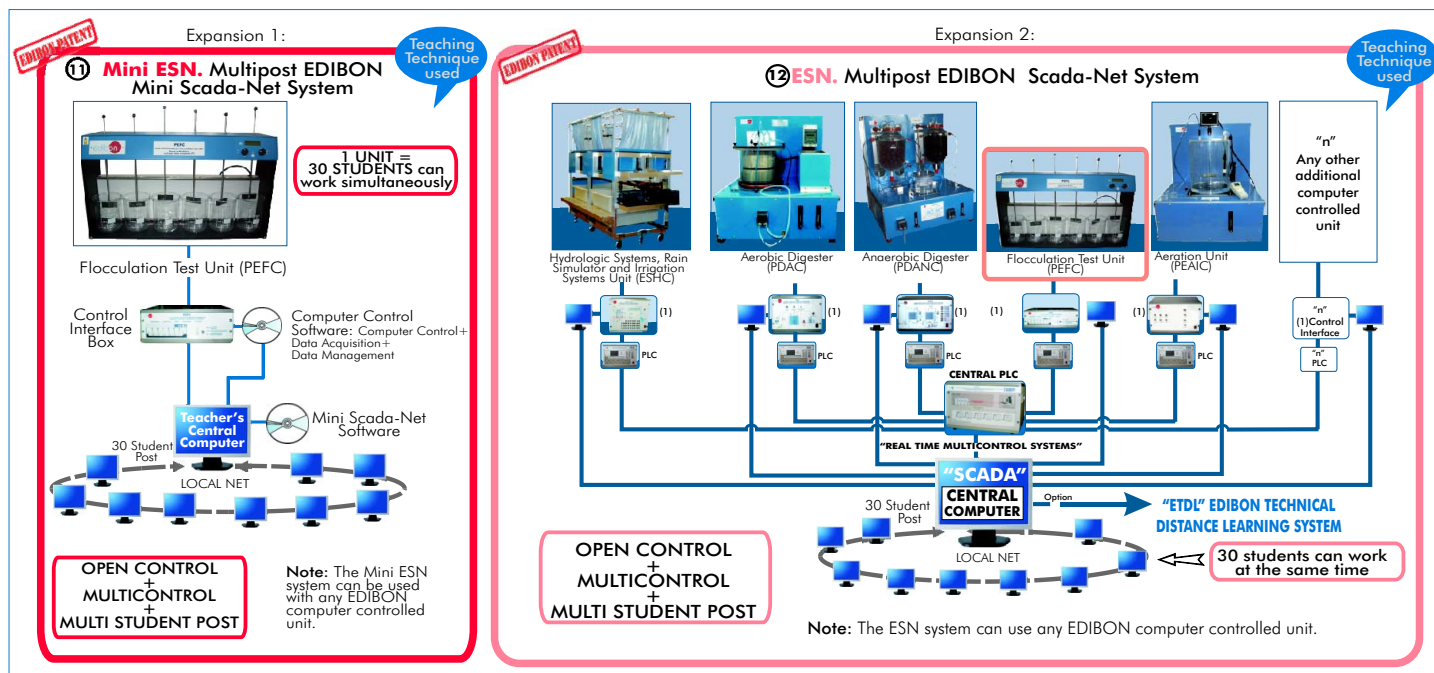 Expansion 1:
EDIBON PATENT
Teaching
Technique
used
11 Mini ESN. Multipost EDIBON
Mini Scada-Net System
PEFC
1 UNIT =
30 STUDENTS can
work simultaneously
Flocculation Test Unit (PEFC)
Control
Interface
Box
Computer Control
Software: Computer Control+
Data Acquisition+
Data Management
Teacher's
Central
Computer
Mini Scada-Net
Software
30 Student
Post
LOCAL NET
OPEN CONTROL
+
MULTICONTROL
+
MULTI STUDENT POST
Note: The Mini ESN
system can be used
with any EDIBON
computer controlled
unit.
Expansion 2:
EDIBON PATENT
Teaching
Technique
used
12 ESN. Multipost EDIBON Scada-Net System
Hydrologic Systems, Rain
Simulator and Irrigation
Systems Unit (ESHC)
Aerobic Digester
(PDAC)
Anaerobic Digester
(PDANC)
Flocculation Test Unit
(PEFC)
Aeration Unit
(PEAIC)
"n"
Any other
additional
computer
controlled
unit
(1)
(1)
(1)
(1)
(1)
"n"
(1)Control
Interface
PLC
PLC
PLC
PLC
PLC
"n"
PLC
CENTRAL PLC
"REAL TIME MULTICONTROL SYSTEMS"
"SCADA"
CENTRAL
COMPUTER
Option
"ETDL" EDIBON TECHNICAL
DISTANCE LEARNING SYSTEM
30 Student
Post
LOCAL NET
30 students can work
at the same time
OPEN CONTROL
+
MULTICONTROL
+
MULTI STUDENT POST
Note: The ESN system can use any EDIBON computer controlled unit.